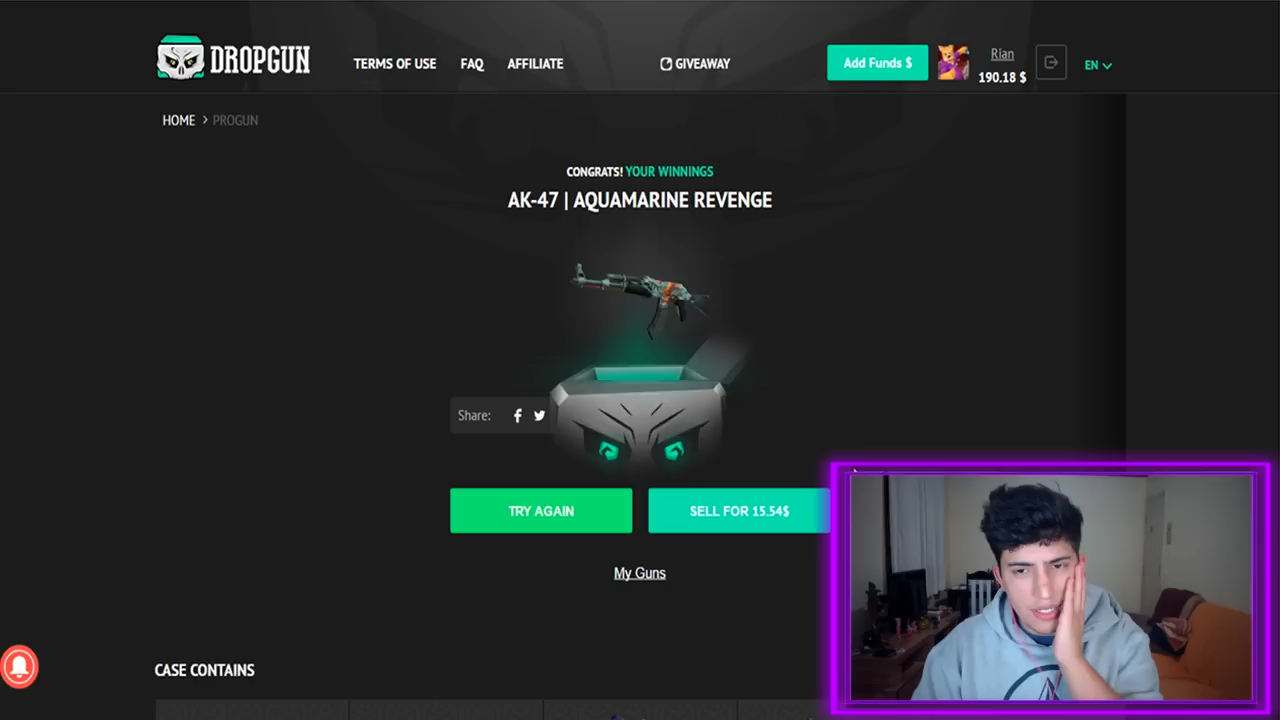 DROPGUN
TERMS OF USE
FAQ
AFFILIATE
GIVEAWAY
Add Funds $
Rian
190.18 $
EN
HOME > PROGUN
CONGRATS! YOUR WINNINGS
AK-47 | AQUAMARINE REVENGE
Share:
TRY AGAIN
SELL FOR 15.54$
My Guns
CASE CONTAINS